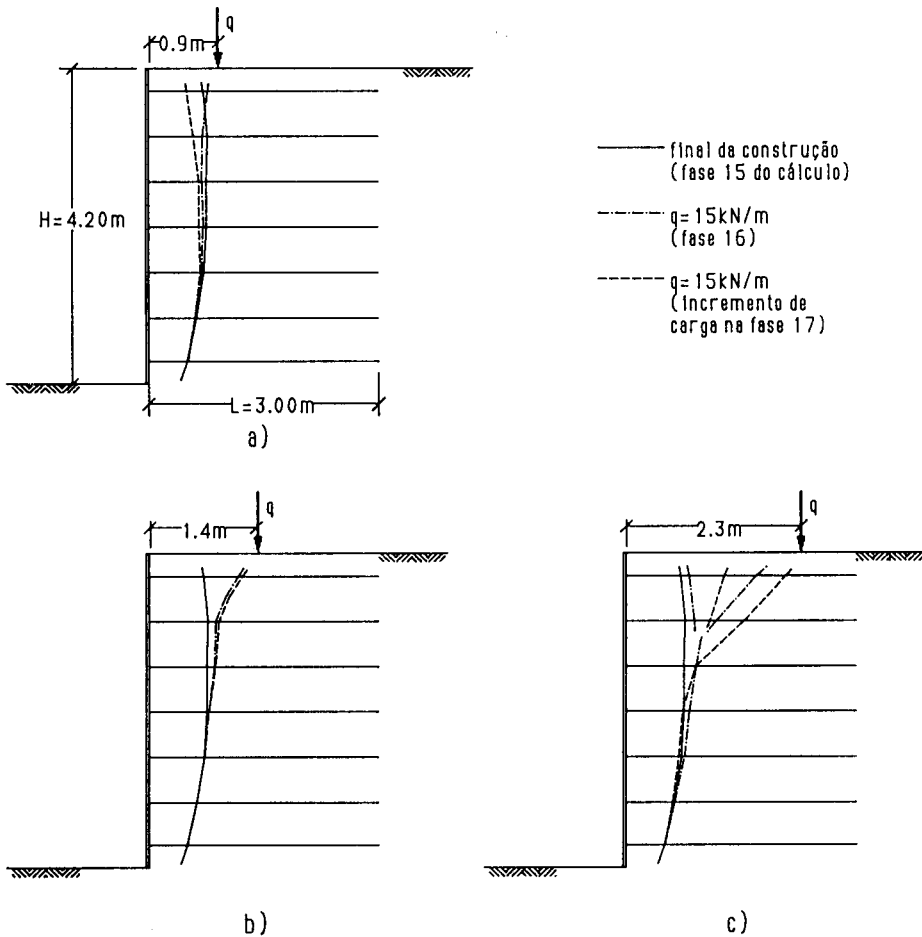 q
0.9m
H=4.20m
L=3.00m
a)
final da construção
(fase 15 do cálculo)
q=15kN/m
(fase 16)
q=15kN/m
(incremento de
carga na fase 17)
q
1.4m
b)
q
2.3m
c)